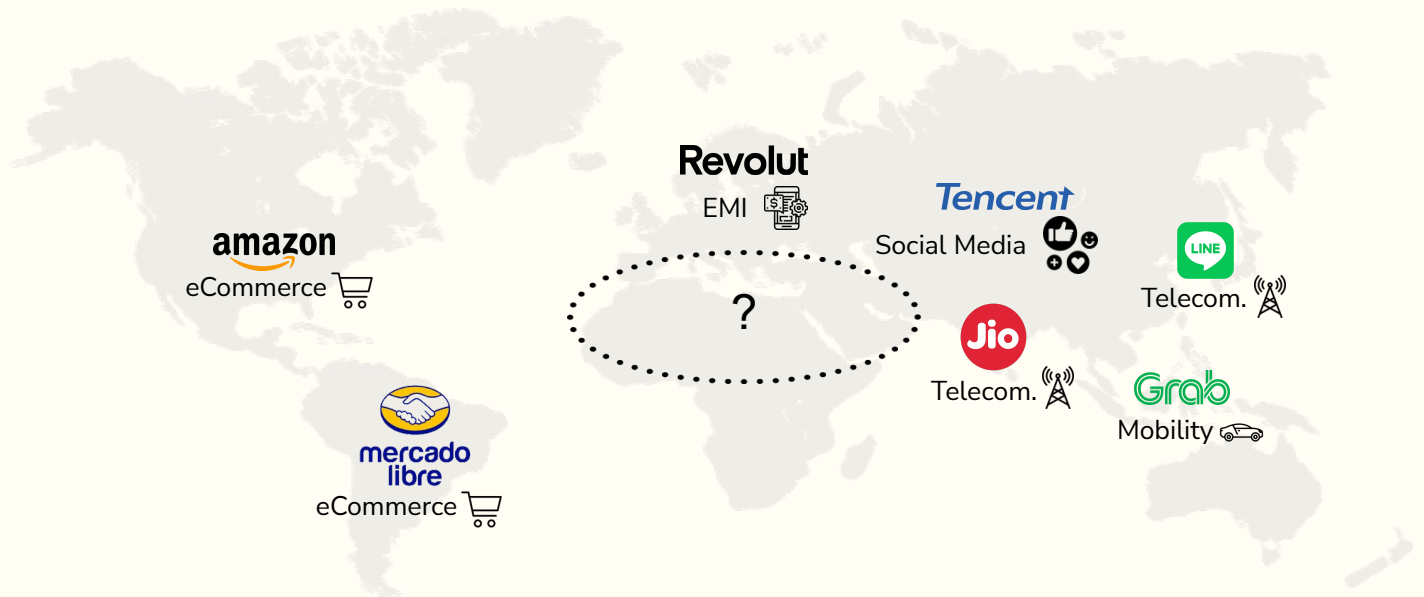 Revolut
EMI
Tencent
Social Media
LINE
Telecom.
amazon
eCommerce
?
Jio
Telecom.
Grab
Mobility
mercado
libre
eCommerce